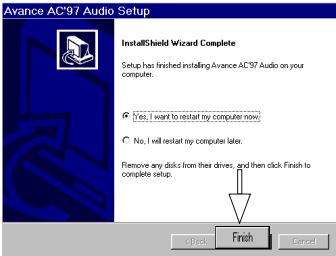 Avance AC'97 Audio Setup
InstallShield Wizard Complete
Setup has finished installing Avance AC'97 Audio on your
computer.
Yes, I want to restart my computer now.
No, I will restart my computer later.
Remove any disks from their drives, and then click Finish to
complete setup.
< Back
Finish
Cancel